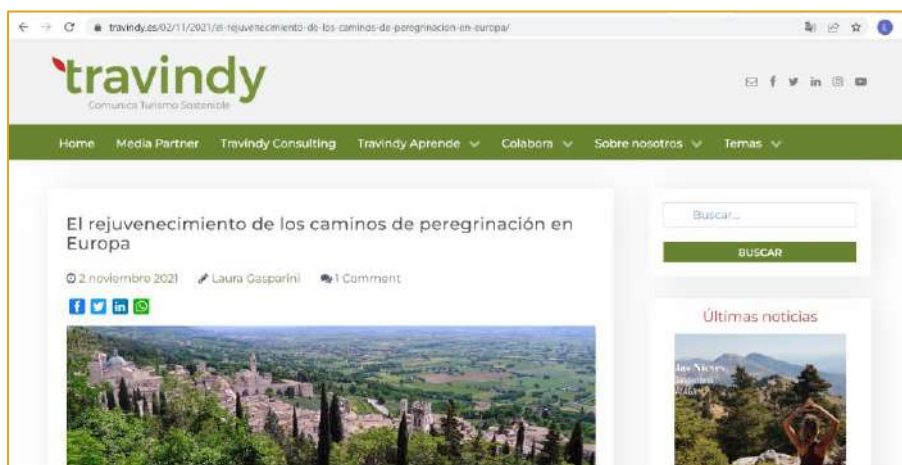 travindy.es/02/11/2021/el-rejuvenecimiento-de-los-caminos-de-peregrinacion-en-europa/
travindy
Comunica Turismo Sostenible
Home Media Partner Travindy Consulting Travindy Aprende Colabora Sobre nosotros Temas
El rejuvenecimiento de los caminos de peregrinación en
Europa
2 noviembre 2021 Laura Gasparini 1 Comment
Buscar...
BUSCAR
Últimas noticias
las Nieves